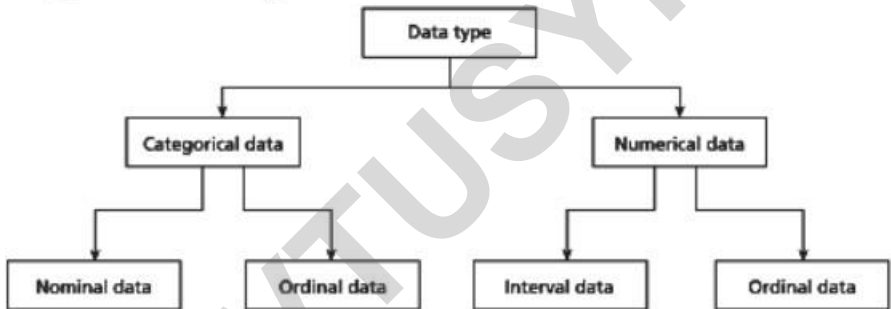 Data type
Categorical data
Numerical data
Nominal data
Ordinal data
Interval data
Ordinal data